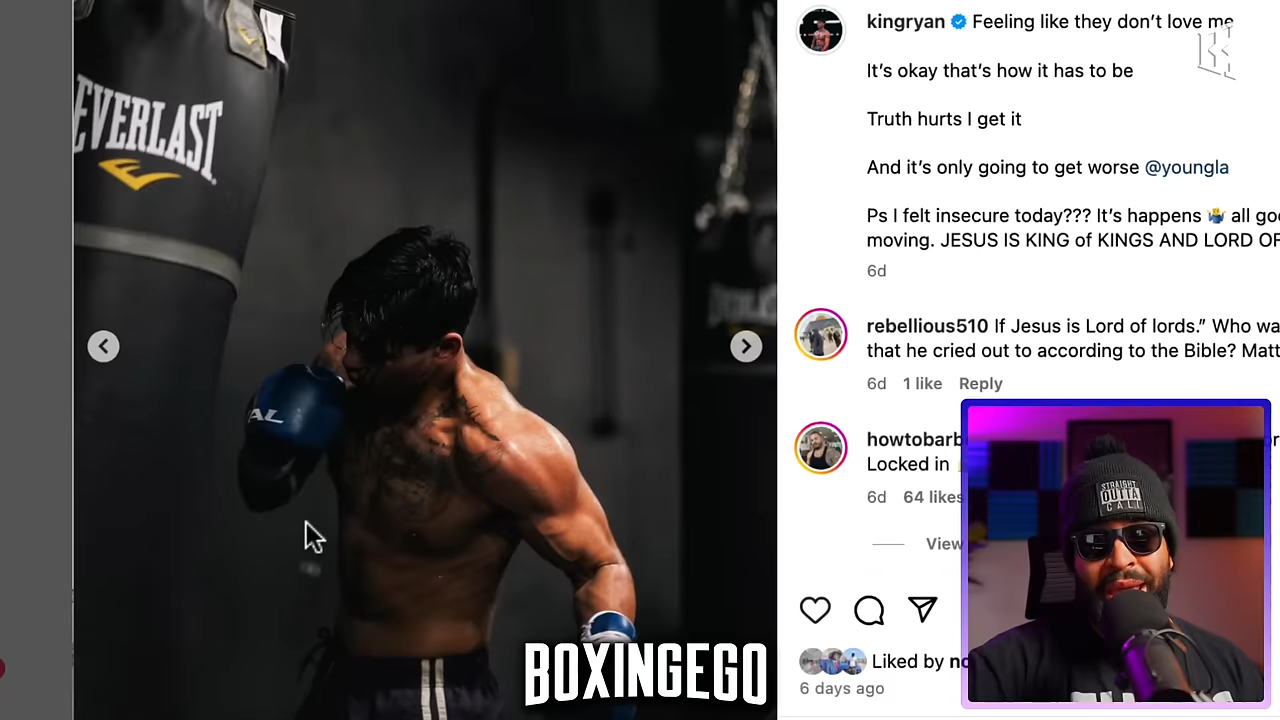 EVERLAST
AL
BOXINGEGO
kingryan Feeling like they don’t love me
It’s okay that’s how it has to be
Truth hurts I get it
And it’s only going to get worse @youngla
Ps I felt insecure today??? It’s happens 🤷‍♂️ all
moving. JESUS IS KING of KINGS AND LORD OF
6d
rebellious510 If Jesus is Lord of lords.” Who
that he cried out to according to the Bible?
6d 1 like Reply
Locked in
6d 64 likes
View
Liked by
6 days ago
STRAIGHT
OUTTA
CALI